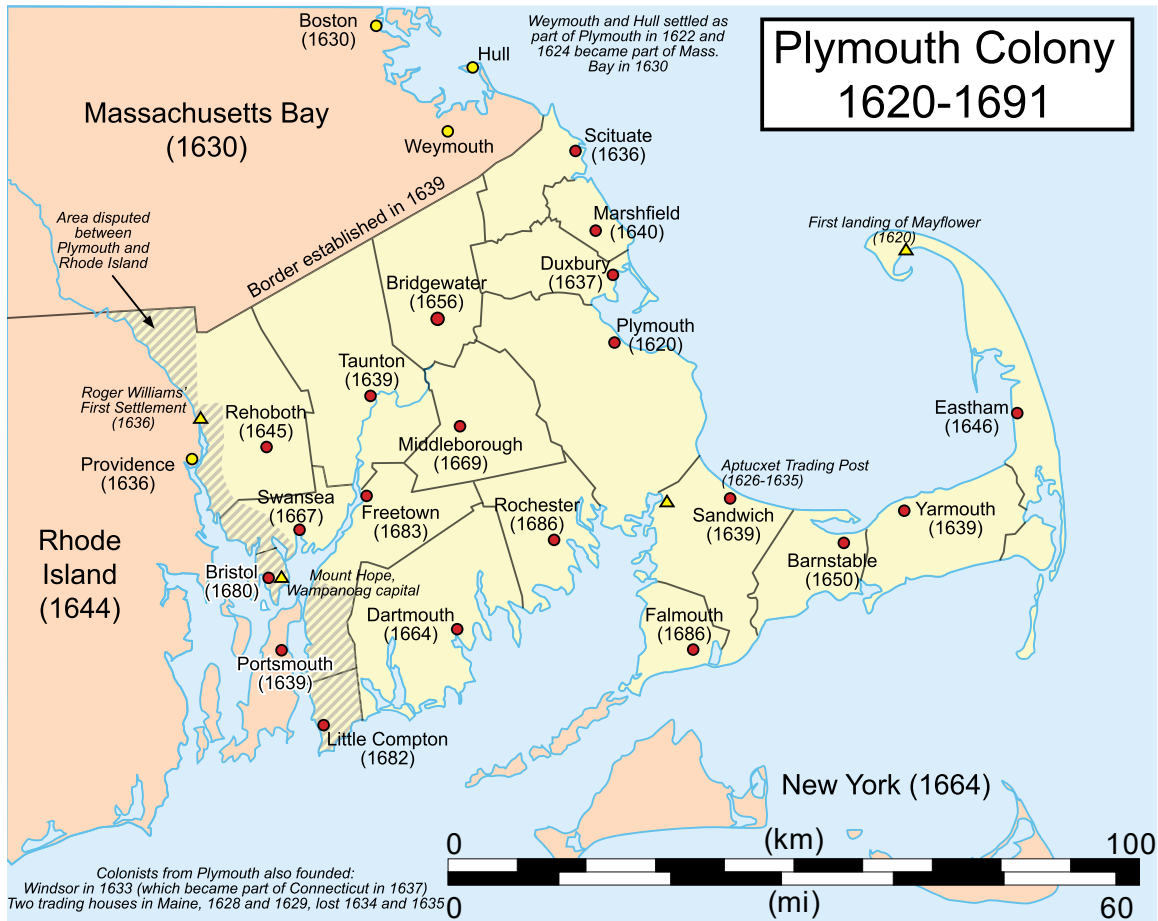 Plymouth Colony
1620-1691
Boston
(1630)
Weymouth and Hull settled as
part of Plymouth in 1622 and
1624 became part of Mass.
Bay in 1630
Hull
Massachusetts Bay
(1630)
Weymouth
Scituate
(1636)
Border established in 1639
Area disputed
between
Plymouth and
Rhode Island
Marshfield
(1640)
First landing of Mayflower
(1620)
Duxbury
(1637)
Bridgewater
(1656)
Plymouth
(1620)
Taunton
(1639)
Roger Williams'
First Settlement
(1636)
Rehoboth
(1645)
Eastham
(1646)
Middleborough
(1669)
Providence
(1636)
Aptucxet Trading Post
(1626-1635)
Swansea
(1667)
Freetown
(1683)
Rochester
(1686)
Sandwich
(1639)
Yarmouth
(1639)
Rhode
Island
(1644)
Barnstable
(1650)
Bristol
(1680)
Mount Hope,
Wampanoag capital
Dartmouth
(1664)
Falmouth
(1686)
Portsmouth
(1639)
Little Compton
(1682)
New York (1664)
0
(km)
100
Colonists from Plymouth also founded:
Windsor in 1633 (which became part of Connecticut in 1637)
Two trading houses in Maine, 1628 and 1629, lost 1634 and 1635
0
(mi)
60